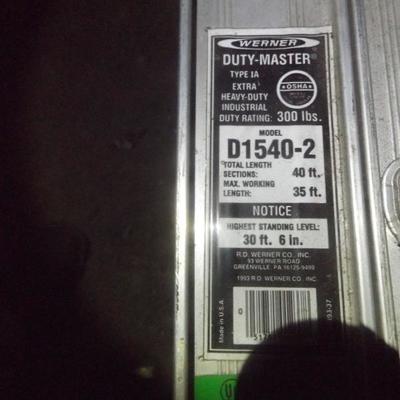 WERNER
DUTY-MASTER®
TYPE IA
EXTRA
HEAVY-DUTY
INDUSTRIAL
OSHA
DUTY RATING: 300 lbs.
MODEL
D1540-2
TOTAL LENGTH
SECTIONS: 40 ft.
MAX. WORKING
LENGTH: 35 ft.
NOTICE
HIGHEST STANDING LEVEL:
30 ft. 6 in.
R.D. WERNER CO., INC.
93 WERNER ROAD
GREENVILLE, PA 16125-9499
1993 R.D. WERNER CO., INC.
Made in U.S.A.
0